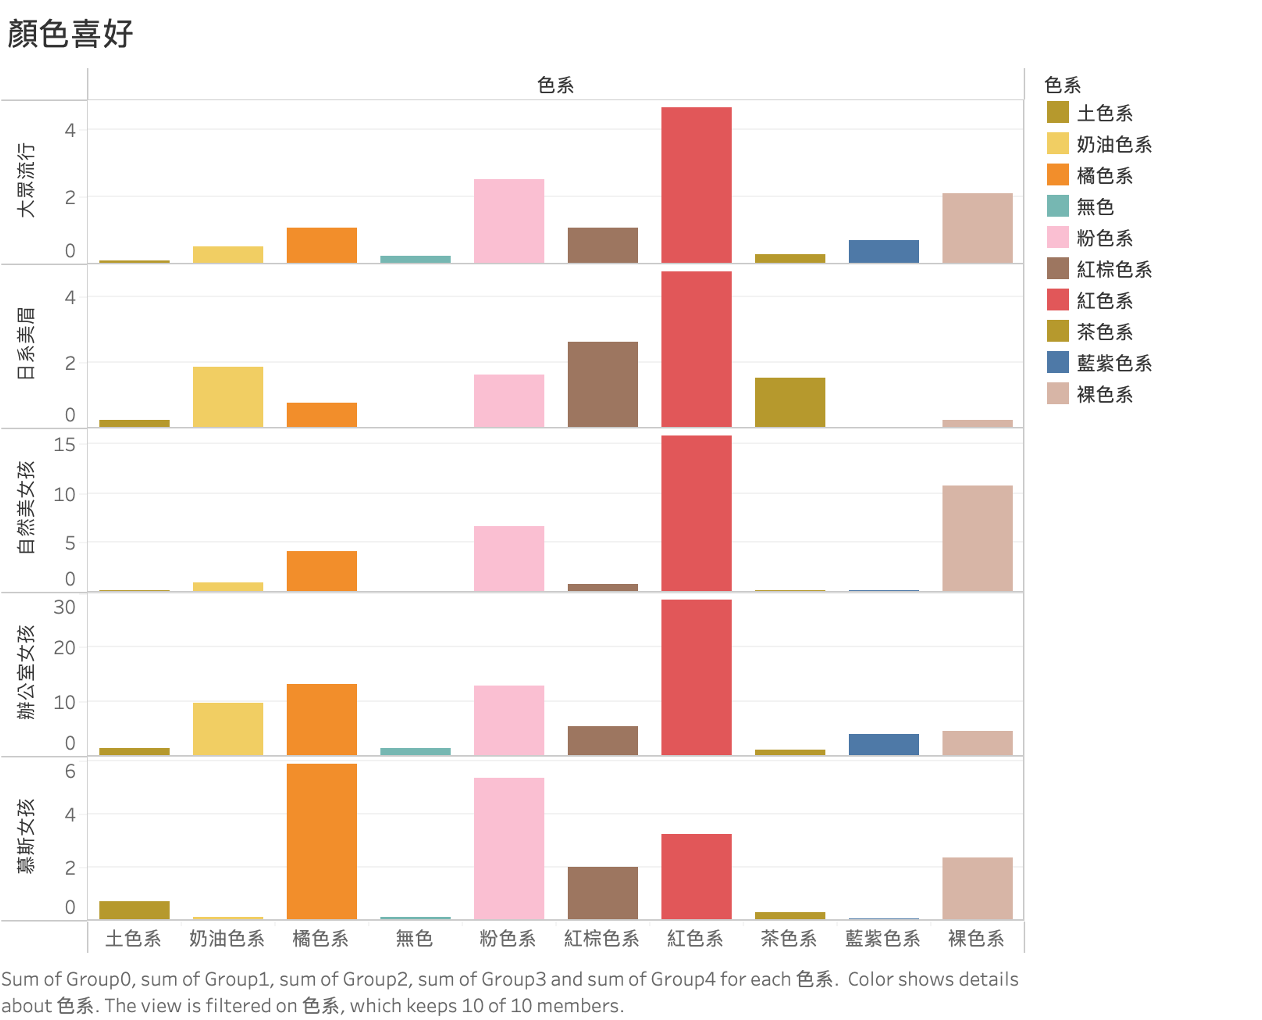 顏色喜好
色系
大眾流行
4
2
0
日系美眉
4
2
0
自然美女孩
15
10
5
0
辦公室女孩
30
20
10
0
慕斯女孩
6
4
2
0
土色系 奶油色系 橘色系 無色 粉色系 紅棕色系 紅色系 茶色系 藍紫色系 裸色系
色系
土色系
奶油色系
橘色系
無色
粉色系
紅棕色系
紅色系
茶色系
藍紫色系
裸色系
Sum of Group0, sum of Group1, sum of Group2, sum of Group3 and sum of Group4 for each 色系. Color shows details
about 色系. The view is filtered on 色系, which keeps 10 of 10 members.